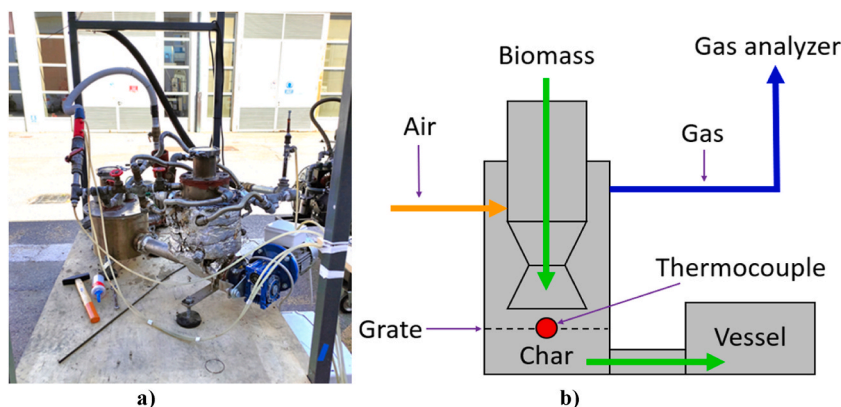 Biomass
Gas analyzer
Air
Gas
Thermocouple
Grate
Char
Vessel
a)
b)